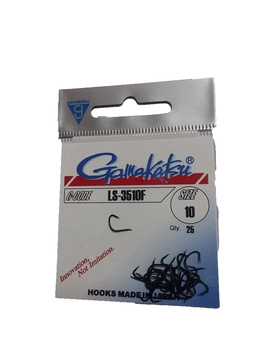 G
Gamakatsu®
G-CODE LS-3510F SIZE
10
Qty. 25
Innovation,
Not Imitation.
HOOKS MADE IN JAPAN